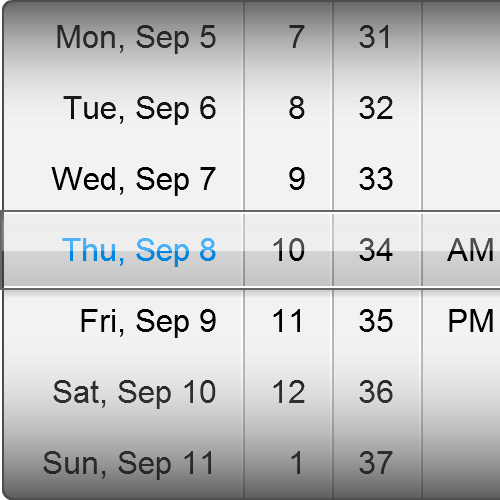 Mon, Sep 5 7 31
Tue, Sep 6 8 32
Wed, Sep 7 9 33
Thu, Sep 8 10 34 AM
Fri, Sep 9 11 35 PM
Sat, Sep 10 12 36
Sun, Sep 11 1 37